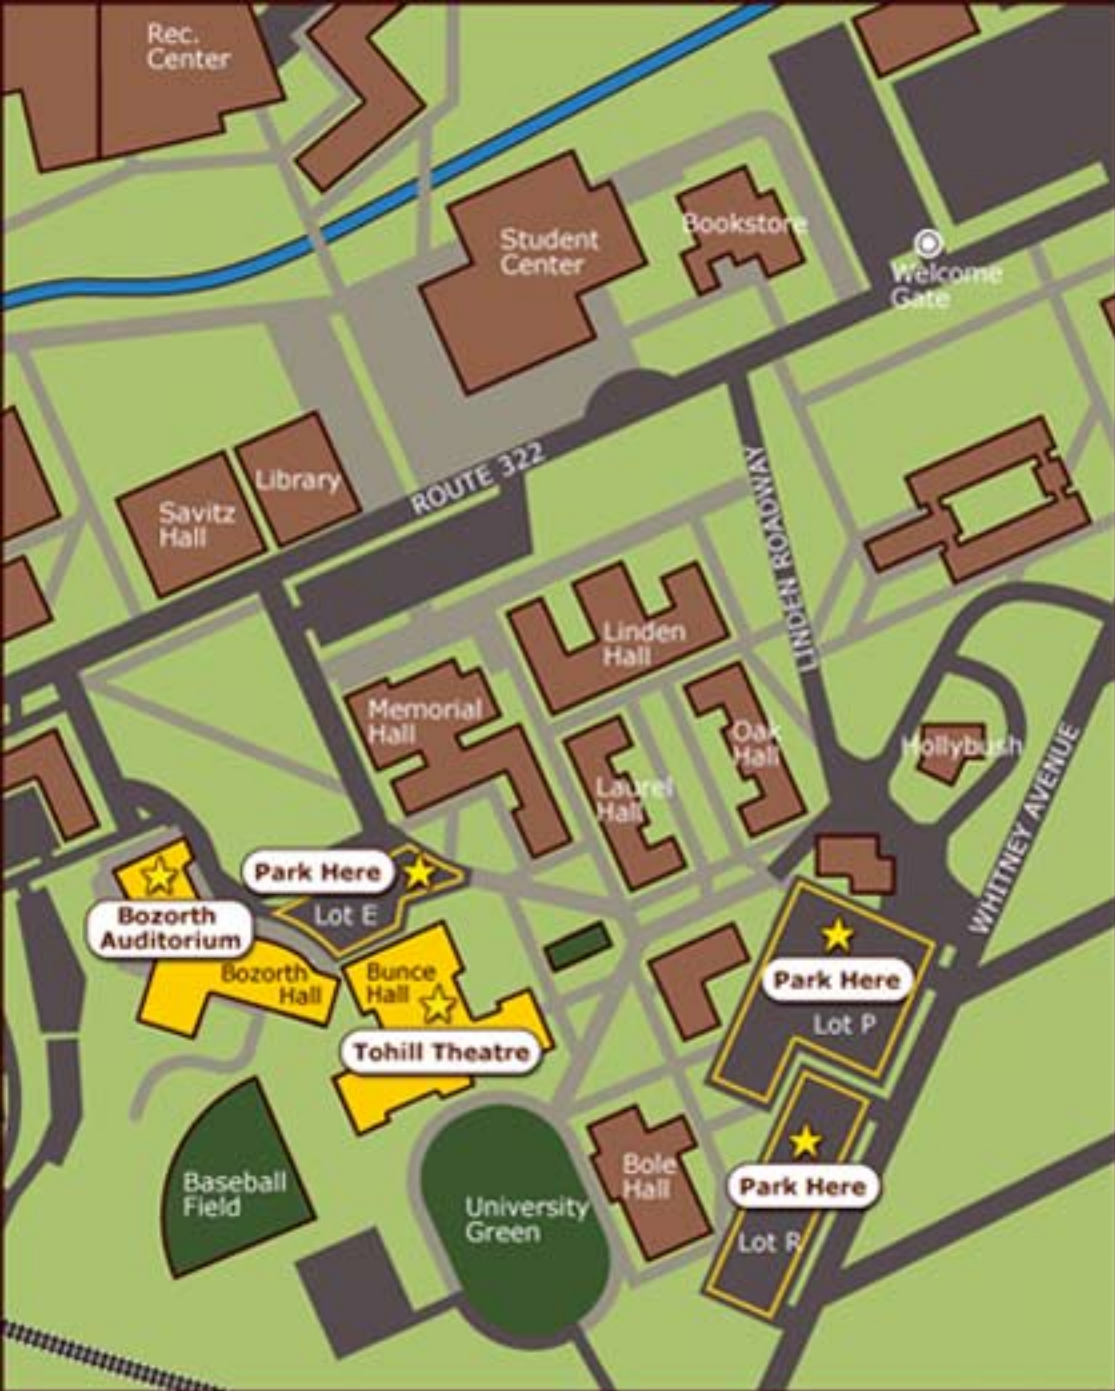 Rec.
Center
Student
Center
Bookstore
Welcome
Gate
ROUTE 322
Library
Savitz
Hall
LINDEN ROADWAY
Linden
Hall
Memorial
Hall
Oak
Hall
Laurel
Hall
Hollybush
WHITNEY AVENUE
Park Here
Lot E
Bozorth
Auditorium
Bozorth
Hall
Bunce
Hall
Tohill Theatre
Park Here
Lot P
Baseball
Field
University
Green
Bole
Hall
Park Here
Lot R